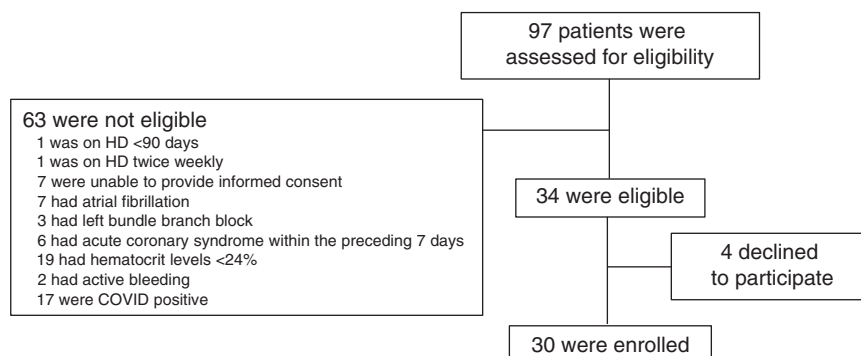 97 patients were
assessed for eligibility
63 were not eligible
1 was on HD <90 days
1 was on HD twice weekly
7 were unable to provide informed consent
7 had atrial fibrillation
3 had left bundle branch block
6 had acute coronary syndrome within the preceding 7 days
19 had hematocrit levels <24%
2 had active bleeding
17 were COVID positive
34 were eligible
4 declined
to participate
30 were enrolled